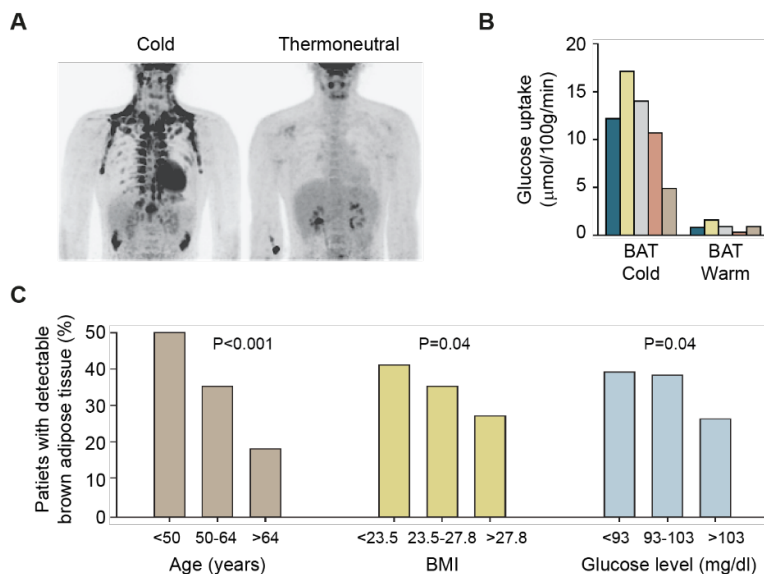 A
Cold
Thermoneutral
B
Glucose uptake
(μmol/100g/min)
20
15
10
5
0
BAT
Cold
BAT
Warm
C
Patiets with detectable
brown adipose tissue (%)
50
40
30
20
10
0
P<0.001
P=0.04
P=0.04
<50 50-64 >64
<23.5 23.5-27.8 >27.8
<93 93-103 >103
Age (years)
BMI
Glucose level (mg/dl)